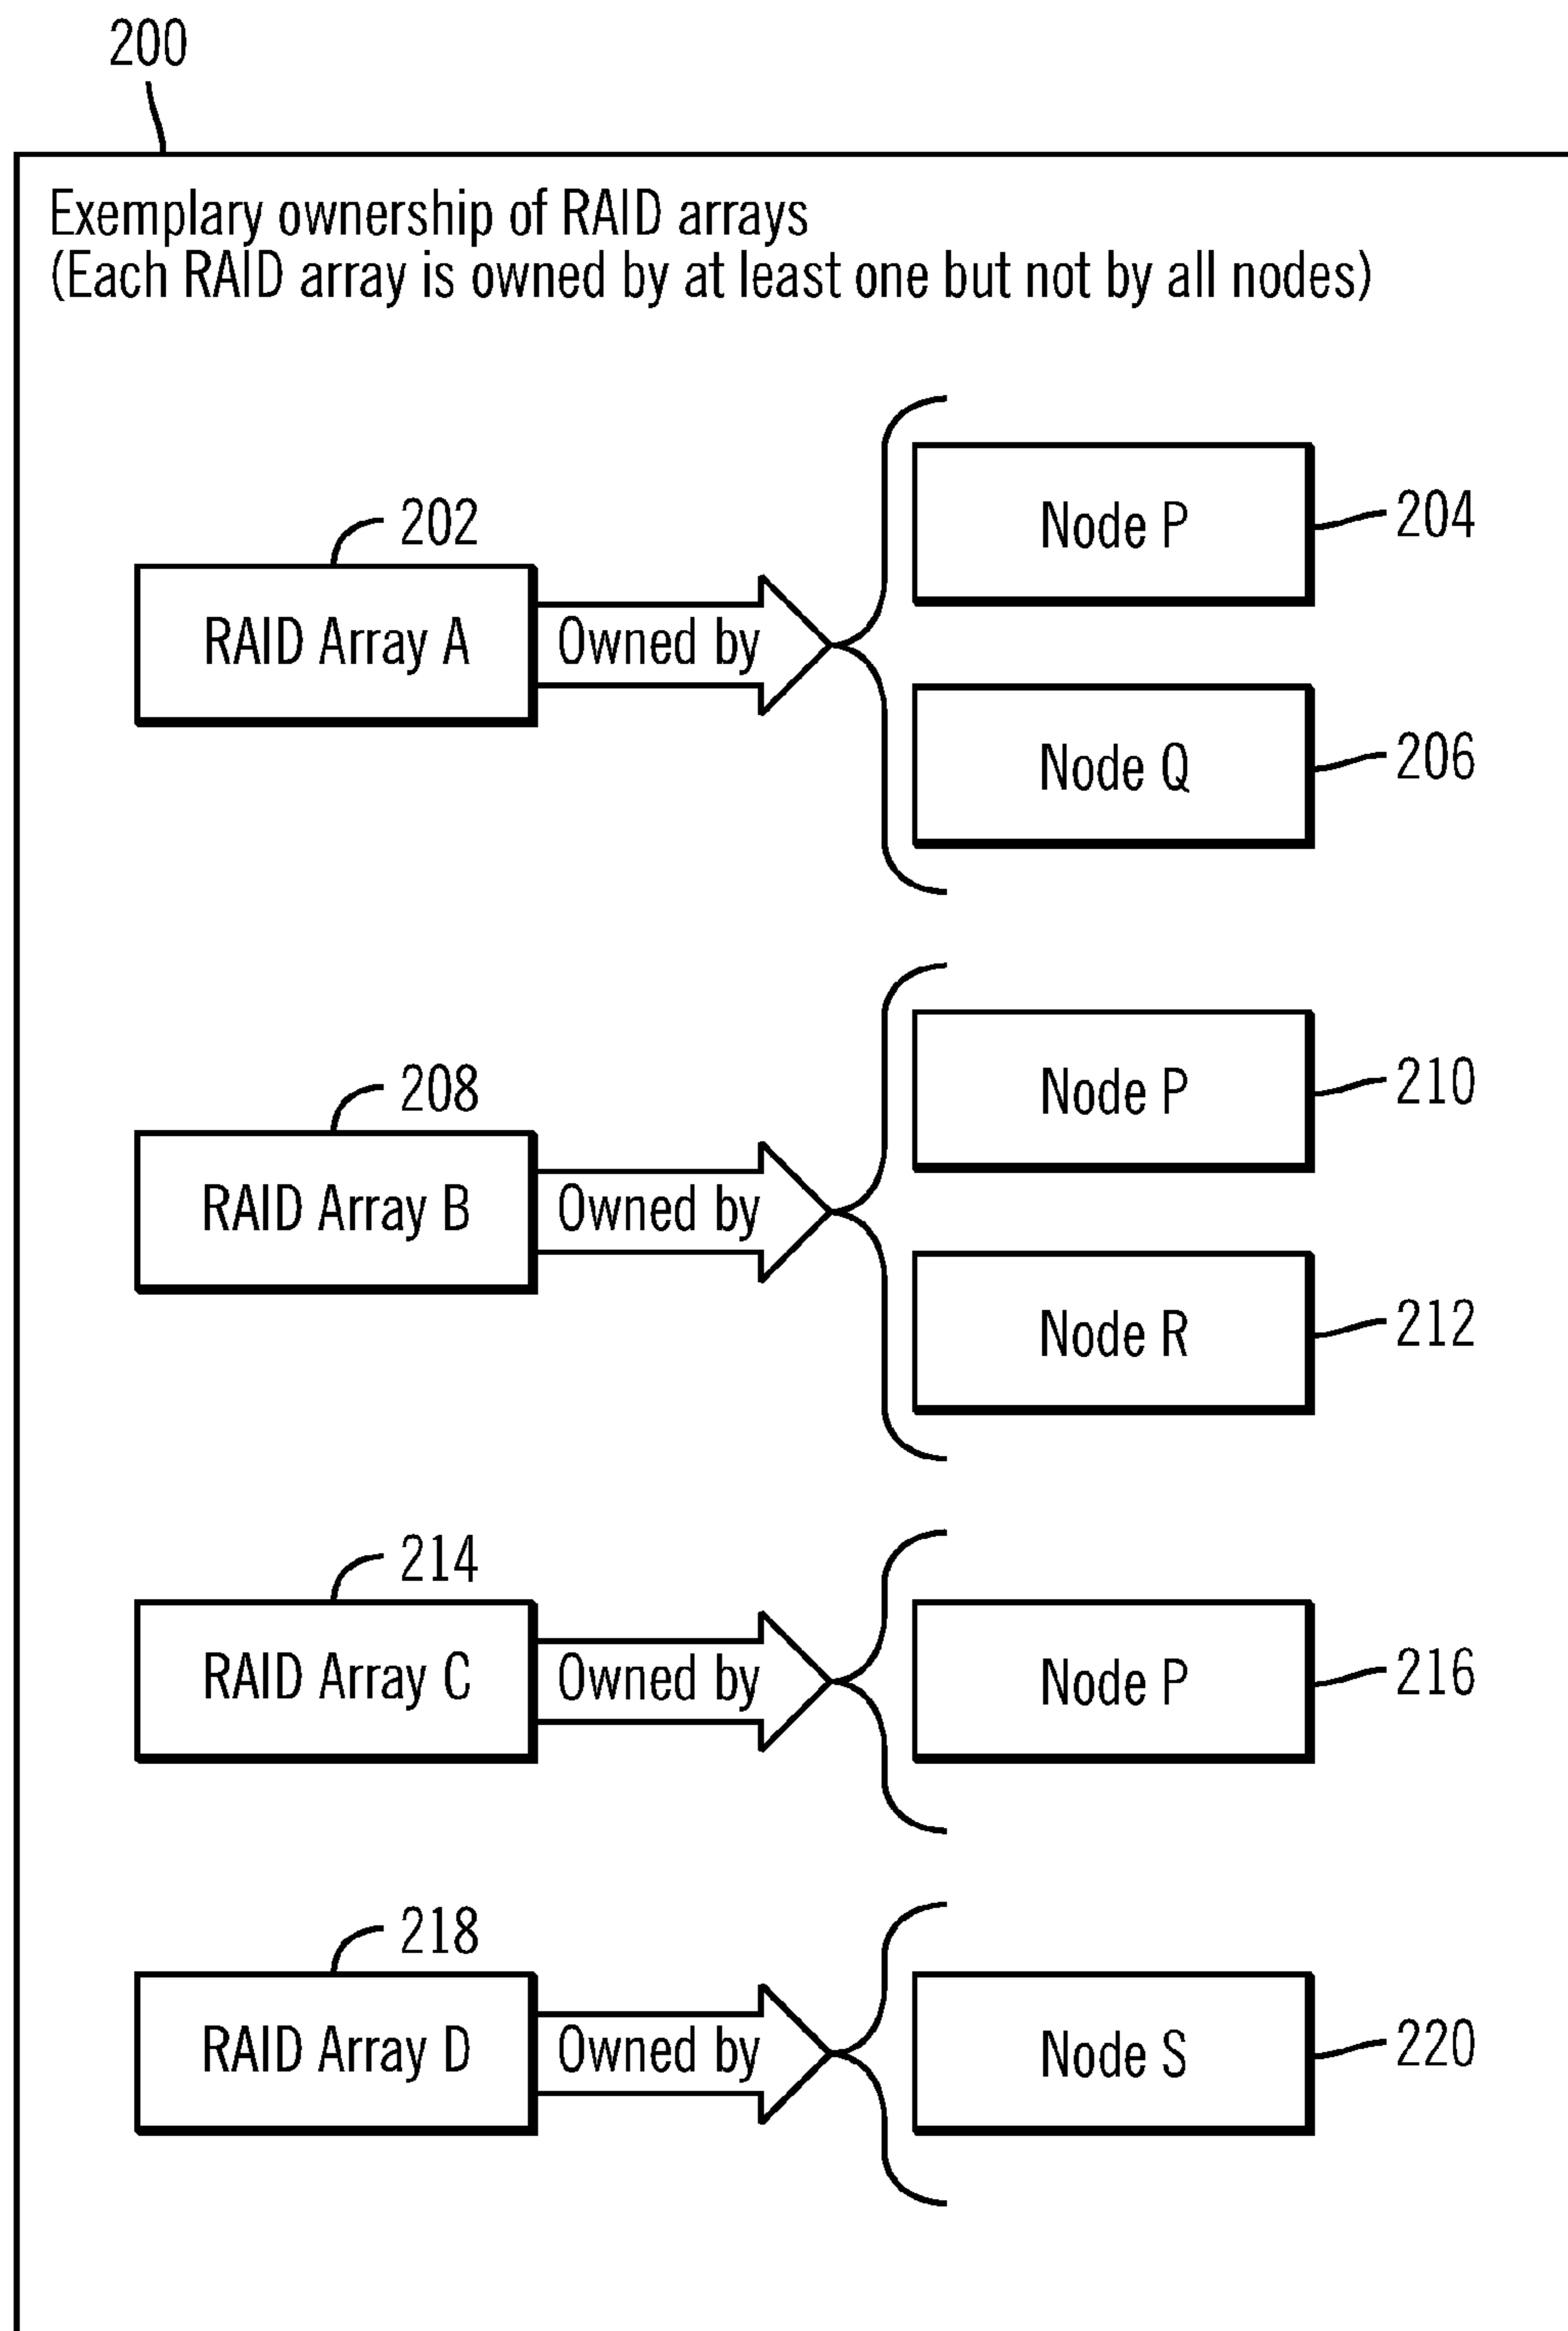 200
Exemplary ownership of RAID arrays
(Each RAID array is owned by at least one but not by all nodes)
202
RAID Array A
Owned by
Node P
204
Node Q
206
208
RAID Array B
Owned by
Node P
210
Node R
212
214
RAID Array C
Owned by
Node P
216
218
RAID Array D
Owned by
Node S
220